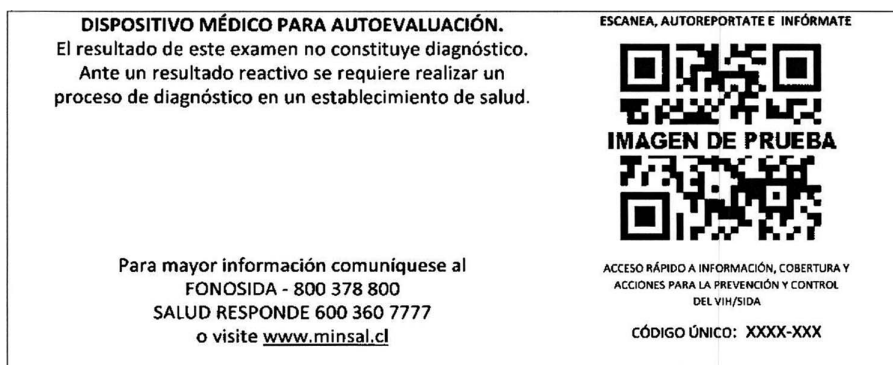 DISPOSITIVO MÉDICO PARA AUTOEVALUACIÓN.
El resultado de este examen no constituye diagnóstico.
Ante un resultado reactivo se requiere realizar un
proceso de diagnóstico en un establecimiento de salud.
Para mayor información comuníquese al
FONOSIDA - 800 378 800
SALUD RESPONDE 600 360 7777
o visite www.minsal.cl
ESCANEA, AUTOREPORTATE E INFÓRMATE
IMAGEN DE PRUEBA
ACCESO RÁPIDO A INFORMACIÓN, COBERTURA Y
ACCIONES PARA LA PREVENCIÓN Y CONTROL
DEL VIH/SIDA
CÓDIGO ÚNICO: XXXX-XXX